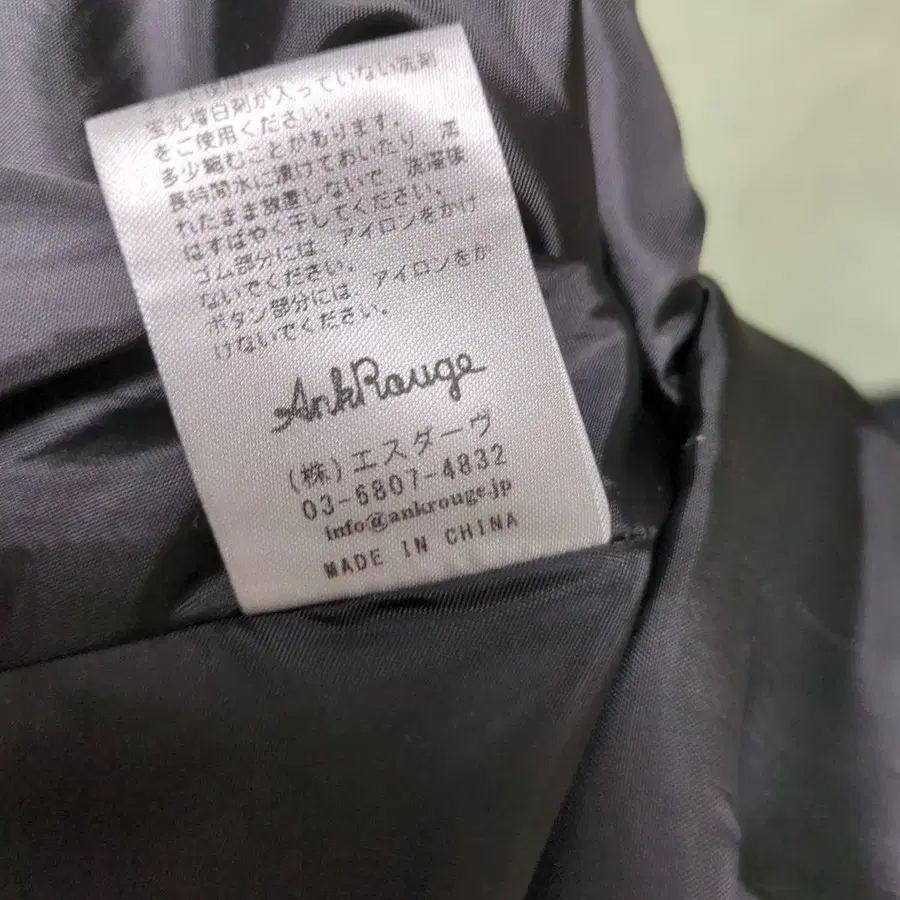 蛍光増白剤が入っていない洗剤
をご使用ください。
多少縮むことがあります。
長時間水に漬けておいたり、濡
れたまま放置しないで、洗濯後
はすばやく干してください。
ゴム部分には、アイロンをかけ
ないでください。
ボタン部分には、アイロンをか
けないでください。
AnkRouge
(株)エスダーヴ
03-6807-4832
info@ankrouge.jp
MADE IN CHINA